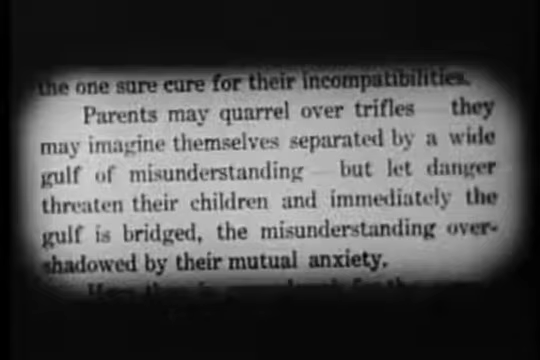 the one sure cure for their incompatibilities.
Parents may quarrel over trifles they
may imagine themselves separated by a wide
gulf of misunderstanding but let danger
threaten their children and immediately the
gulf is bridged, the misunderstanding over-
shadowed by their mutual anxiety.